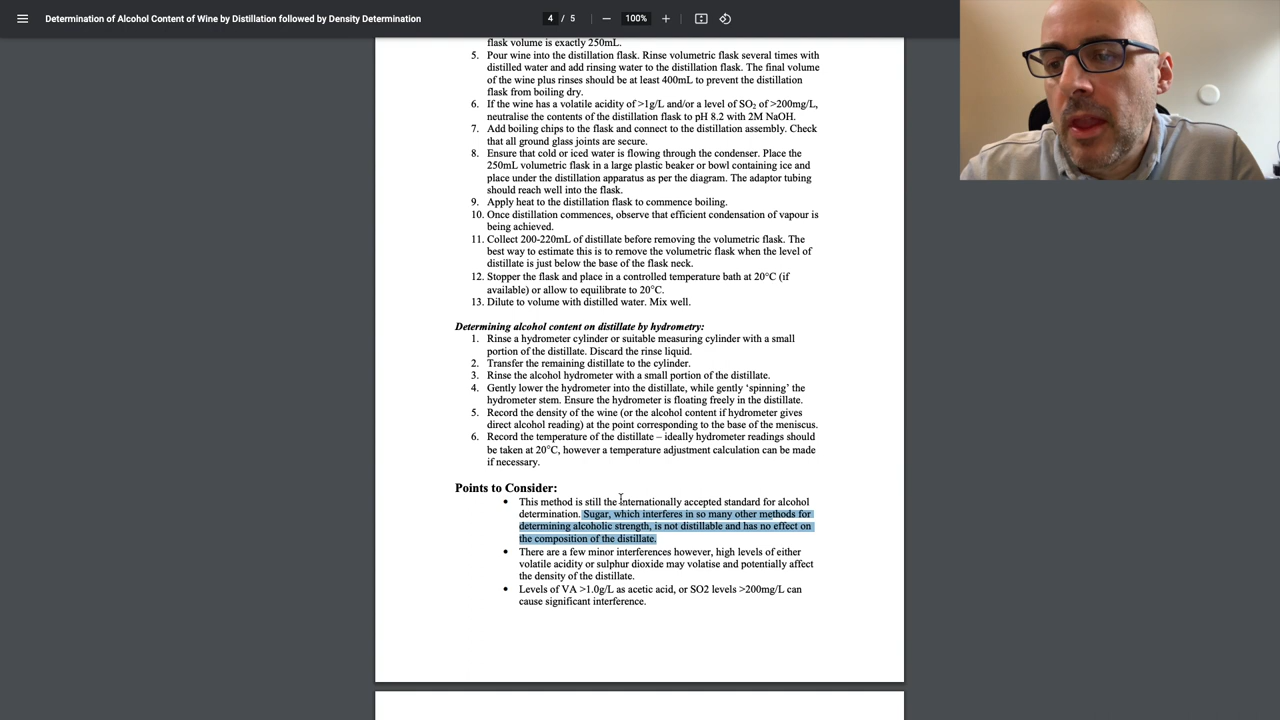 Determination of Alcohol Content of Wine by Distillation followed by Density Determination
4 / 5
100%
flask volume is exactly 250mL.
5. Pour wine into the distillation flask. Rinse volumetric flask several times with
distilled water and add rinsing water to the distillation flask. The final volume
of the wine plus rinses should be at least 400mL to prevent the distillation
flask from boiling dry.
6. If the wine has a volatile acidity of >1g/L and/or a level of SO₂ of >200mg/L,
neutralise the contents of the distillation flask to pH 8.2 with 2M NaOH.
7. Add boiling chips to the flask and connect to the distillation assembly. Check
that all ground glass joints are secure.
8. Ensure that cold or iced water is flowing through the condenser. Place the
250mL volumetric flask in a large plastic beaker or bowl containing ice and
place under the distillation apparatus as per the diagram. The adaptor tubing
should reach well into the flask.
9. Apply heat to the distillation flask to commence boiling.
10. Once distillation commences, observe that efficient condensation of vapour is
being achieved.
11. Collect 200-220mL of distillate before removing the volumetric flask. The
best way to estimate this is to remove the volumetric flask when the level of
distillate is just below the base of the flask neck.
12. Stopper the flask and place in a controlled temperature bath at 20°C (if
available) or allow to equilibrate to 20°C.
13. Dilute to volume with distilled water. Mix well.
Determining alcohol content on distillate by hydrometry:
1. Rinse a hydrometer cylinder or suitable measuring cylinder with a small
portion of the distillate. Discard the rinse liquid.
2. Transfer the remaining distillate to the cylinder.
3. Rinse the alcohol hydrometer with a small portion of the distillate.
4. Gently lower the hydrometer into the distillate, while gently ‘spinning’ the
hydrometer stem. Ensure the hydrometer is floating freely in the distillate.
5. Record the density of the wine (or the alcohol content if hydrometer gives
direct alcohol reading) at the point corresponding to the base of the meniscus.
6. Record the temperature of the distillate – ideally hydrometer readings should
be taken at 20°C, however a temperature adjustment calculation can be made
if necessary.
Points to Consider:
• This method is still the internationally accepted standard for alcohol
determination. Sugar, which interferes in so many other methods for
determining alcoholic strength, is not distillable and has no effect on
the composition of the distillate.
• There are a few minor interferences however, high levels of either
volatile acidity or sulphur dioxide may volatise and potentially affect
the density of the distillate.
• Levels of VA >1.0g/L as acetic acid, or SO2 levels >200mg/L can
cause significant interference.